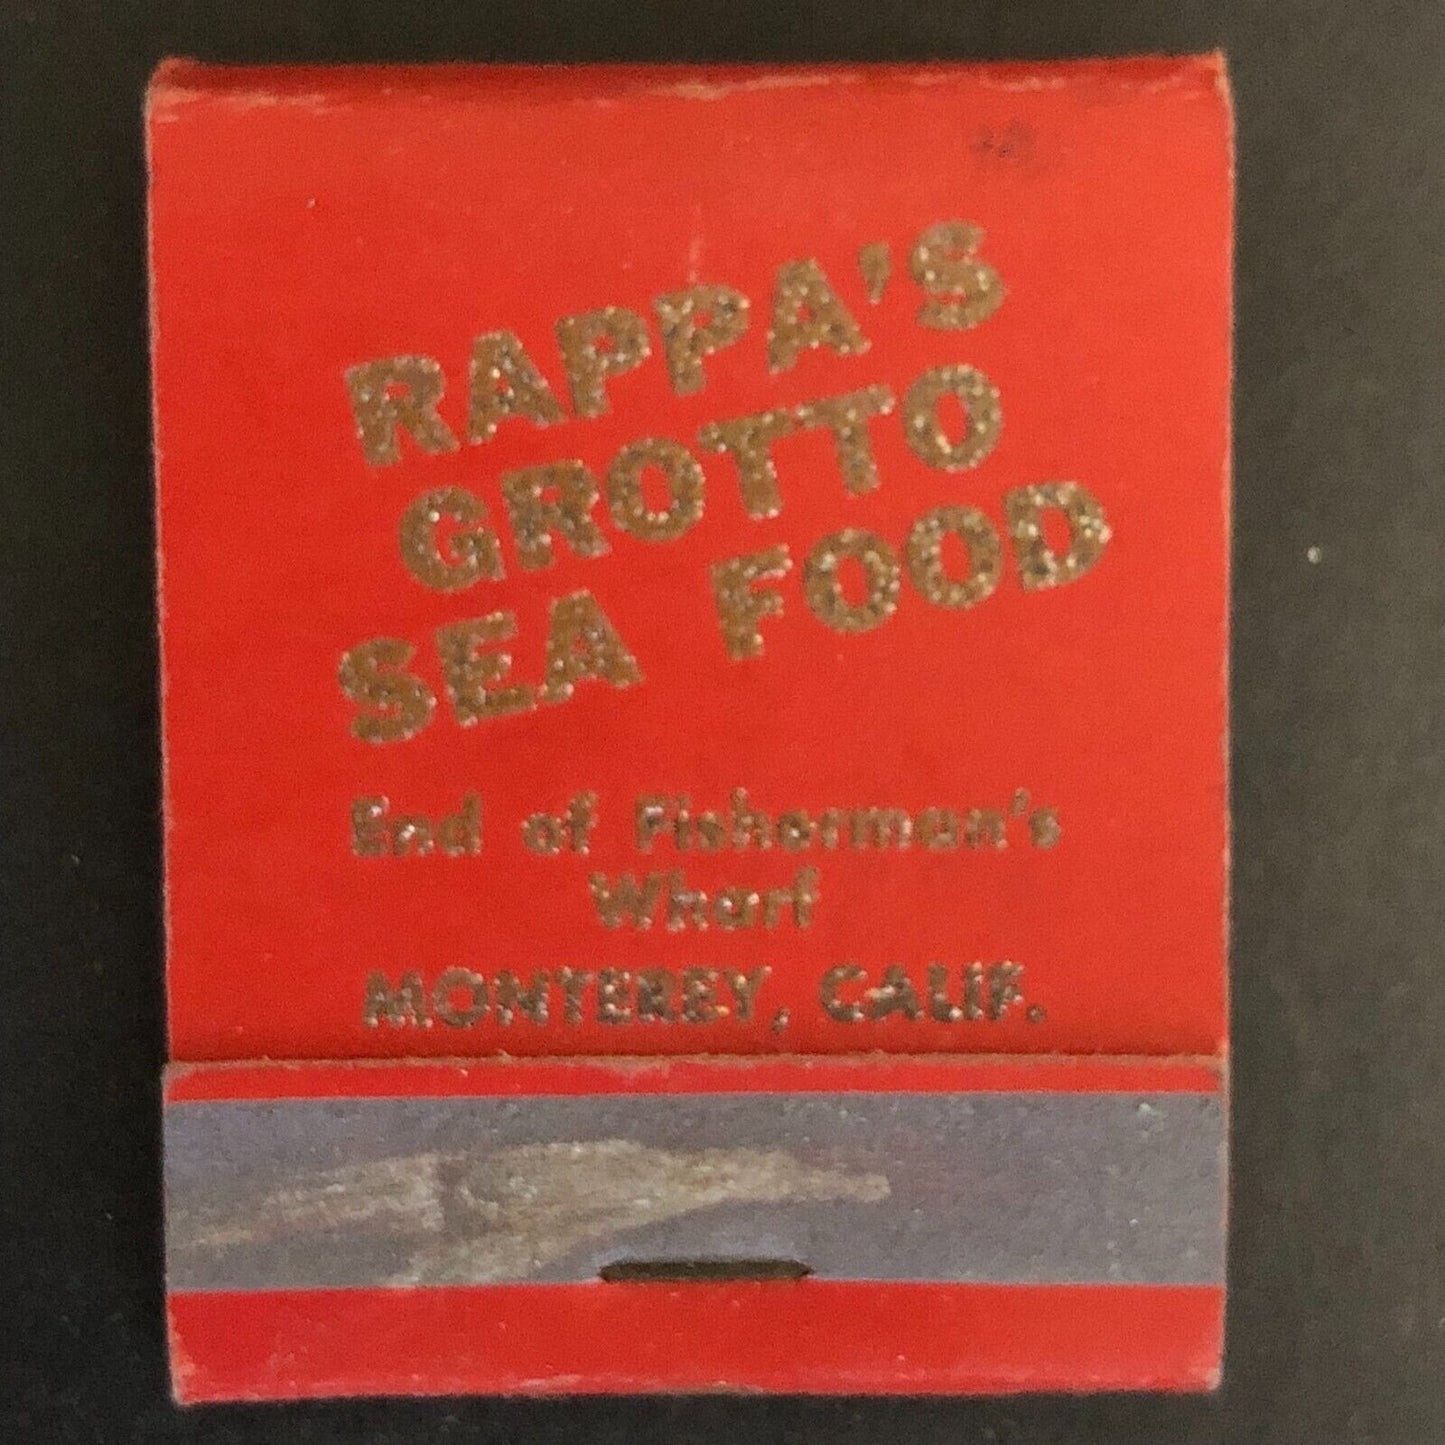 RAPPA'S
GROTTO
SEA FOOD
End of Fisherman's
Wharf
MONTEREY, CALIF.